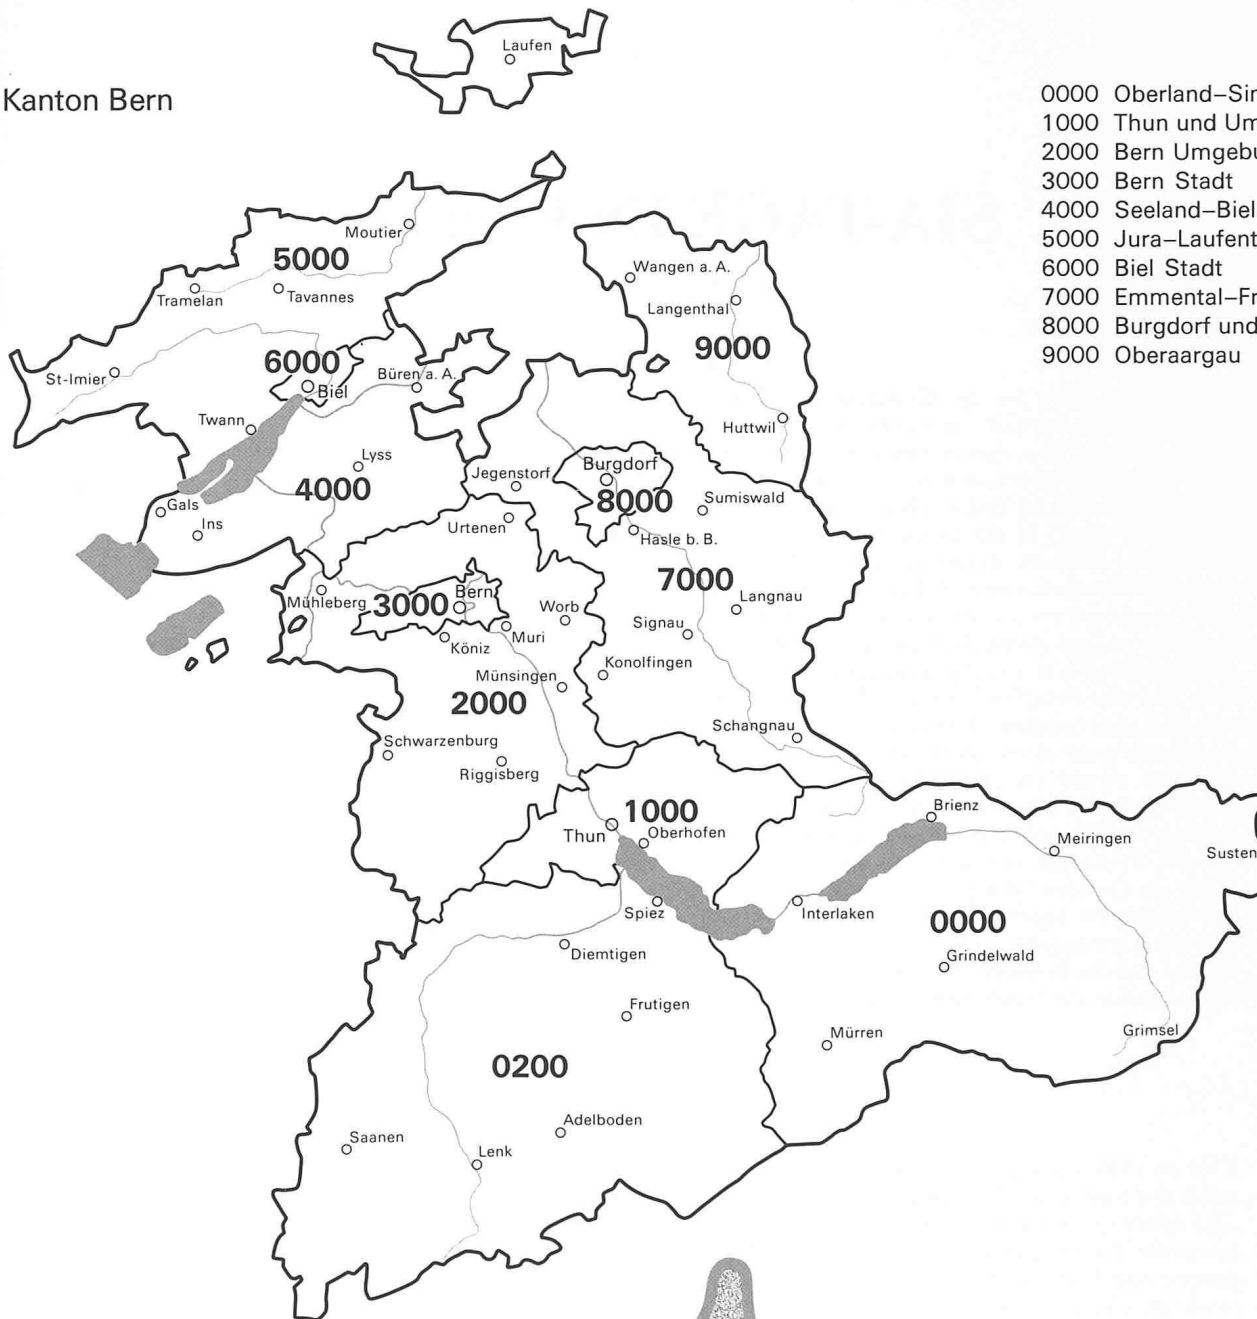 Kanton Bern
0000 Oberland–Sim
1000 Thun und Um
2000 Bern Umgebu
3000 Bern Stadt
4000 Seeland–Biel
5000 Jura–Laufent
6000 Biel Stadt
7000 Emmental–Fr
8000 Burgdorf und
9000 Oberaargau
Laufen
Moutier
5000
Tramelan
Tavannes
Wangen a. A.
Langenthal
9000
Huttwil
St-Imier
6000
Biel
Büren a. A.
Twann
Lyss
4000
Gals
Ins
Jegenstorf
Urtenen
Burgdorf
8000
Sumiswald
Hasle b. B.
7000
Langnau
Signau
Konolfingen
Schangnau
Mühleberg
3000
Bern
Worb
Muri
Köniz
Münsingen
2000
Schwarzenburg
Riggisberg
1000
Thun
Oberhofen
Spiez
Brienz
Meiringen
Susten
Interlaken
0000
Grindelwald
Mürren
Grimsel
Diemtigen
Frutigen
0200
Adelboden
Saanen
Lenk